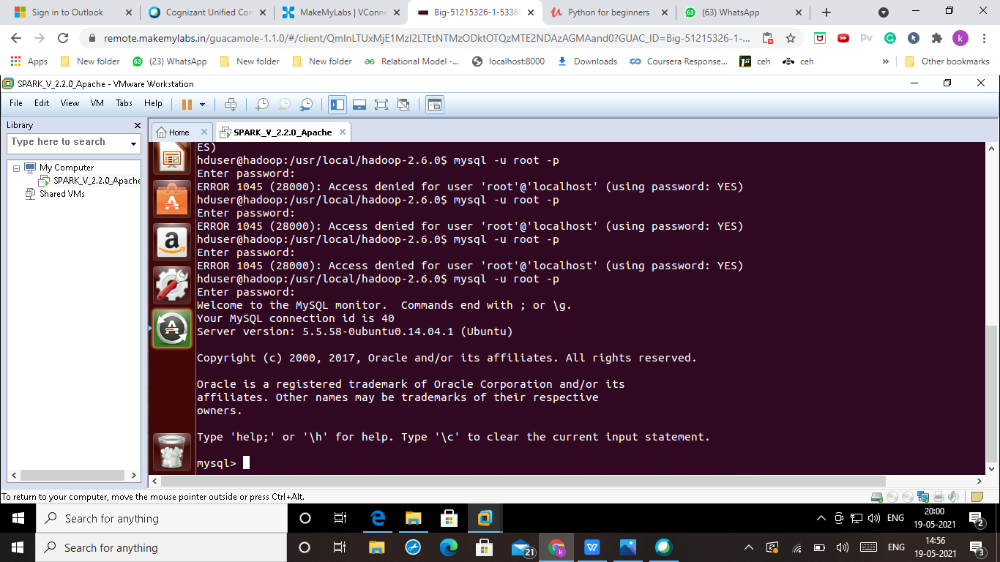 Sign in to Outlook
Cognizant Unified Con
MakeMyLabs | VConne
Big-51215326-1-53389
Python for beginners
(63) WhatsApp
remote.makemylabs.in/guacamole-1.1.0/#/client/QmlnLTUxMjE1MzI2LTEtNTMzODktOTQzMTE2NDAzAGMAand0?GUAC_ID=Big-51215326-1-...
Apps
New folder
(23) WhatsApp
New folder
New folder
Relational Model -...
localhost:8000
Downloads
Coursera Response...
ceh
ceh
»
Other bookmarks
SPARK_V_2.2.0_Apache - VMware Workstation
File Edit View VM Tabs Help
Library
Type here to search
My Computer
SPARK_V_2.2.0_Apache
Shared VMs
Home
SPARK_V_2.2.0_Apache
ES)
hduser@hadoop:/usr/local/hadoop-2.6.0$ mysql -u root -p
Enter password:
ERROR 1045 (28000): Access denied for user 'root'@'localhost' (using password: YES)
hduser@hadoop:/usr/local/hadoop-2.6.0$ mysql -u root -p
Enter password:
ERROR 1045 (28000): Access denied for user 'root'@'localhost' (using password: YES)
hduser@hadoop:/usr/local/hadoop-2.6.0$ mysql -u root -p
Enter password:
ERROR 1045 (28000): Access denied for user 'root'@'localhost' (using password: YES)
hduser@hadoop:/usr/local/hadoop-2.6.0$ mysql -u root -p
Enter password:
Welcome to the MySQL monitor.  Commands end with ; or \g.
Your MySQL connection id is 40
Server version: 5.5.58-0ubuntu0.14.04.1 (Ubuntu)
Copyright (c) 2000, 2017, Oracle and/or its affiliates. All rights reserved.
Oracle is a registered trademark of Oracle Corporation and/or its
affiliates. Other names may be trademarks of their respective
owners.
Type 'help;' or '\h' for help. Type '\c' to clear the current input statement.
mysql>
To return to your computer, move the mouse pointer outside or press Ctrl+Alt.
Search for anything
ENG
20:00
19-05-2021
2
Search for anything
21
ENG
14:56
19-05-2021
3